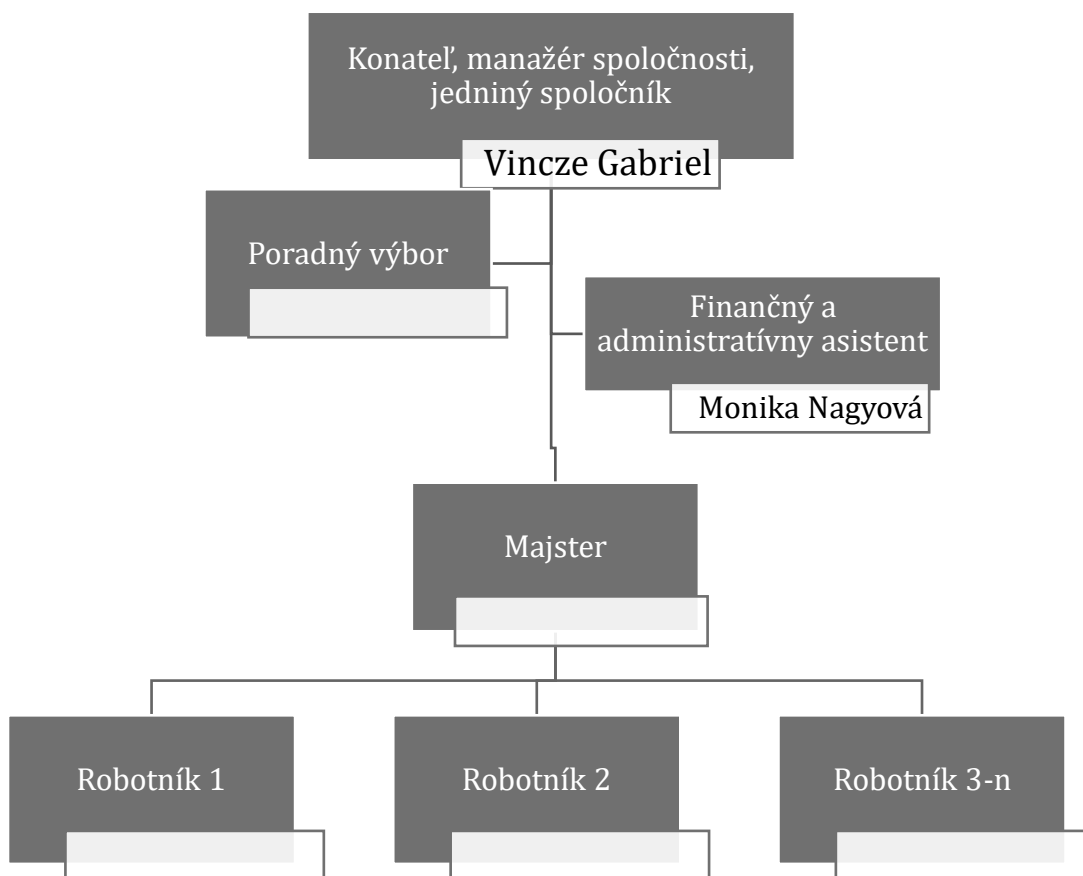 Konateľ, manažér spoločnosti,
jedniný spoločník
Vincze Gabriel
Poradný výbor
Finančný a
administratívny asistent
Monika Nagyová
Majster
Robotník 1
Robotník 2
Robotník 3-n